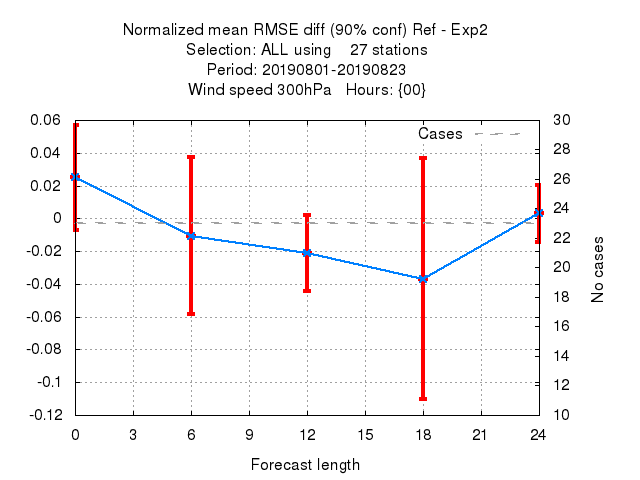 Normalized mean RMSE diff (90% conf) Ref - Exp2
Selection: ALL using    27 stations
Period: 20190801-20190823
Wind speed 300hPa   Hours: {00}
Cases
0.06
0.04
0.02
0
-0.02
-0.04
-0.06
-0.08
-0.1
-0.12
30
28
26
24
22
20
18
16
14
12
10
No cases
0 3 6 9 12 15 18 21 24
Forecast length